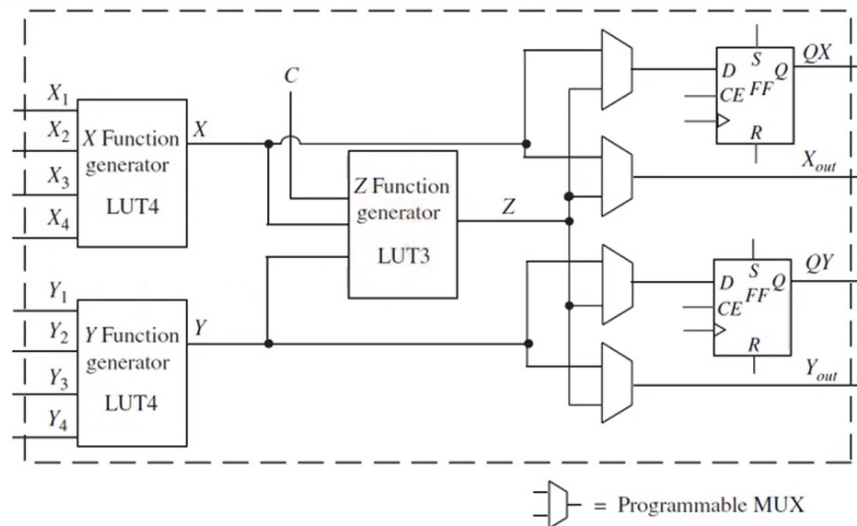 C
X1
X2
X3
X4
X Function
generator
LUT4
X
Z Function
generator
LUT3
Z
Y1
Y2
Y3
Y4
Y Function
generator
LUT4
Y
S
D
Q
CE
FF
R
QX
Xout
S
D
Q
CE
FF
R
QY
Yout
= Programmable MUX